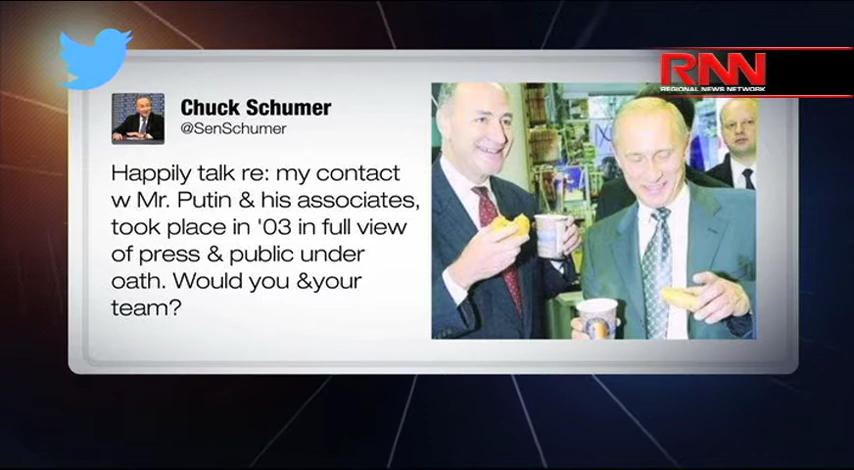 RNN
REGIONAL NEWS NETWORK
Chuck Schumer
@SenSchumer
Happily talk re: my contact
w Mr. Putin & his associates,
took place in '03 in full view
of press & public under
oath. Would you &your
team?